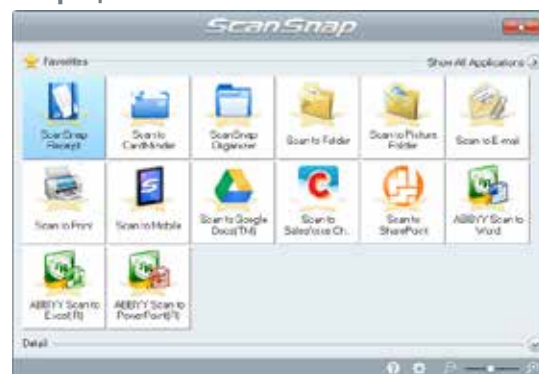 ScanSnap
Favorites
Show All Applications
ScanSnap
Receipt
Scan to
CardMinder
ScanSnap
Organizer
Scan to Folder
Scan to Picture
Folder
Scan to E-mail
Scan to Print
Scan to Mobile
Scan to Google
Docs(TM)
Scan to
Salesforce Ch..
Scan to
SharePoint
ABBYY Scan to
Word
ABBYY Scan to
Excel(R)
ABBYY Scan to
PowerPoint(R)
Detail